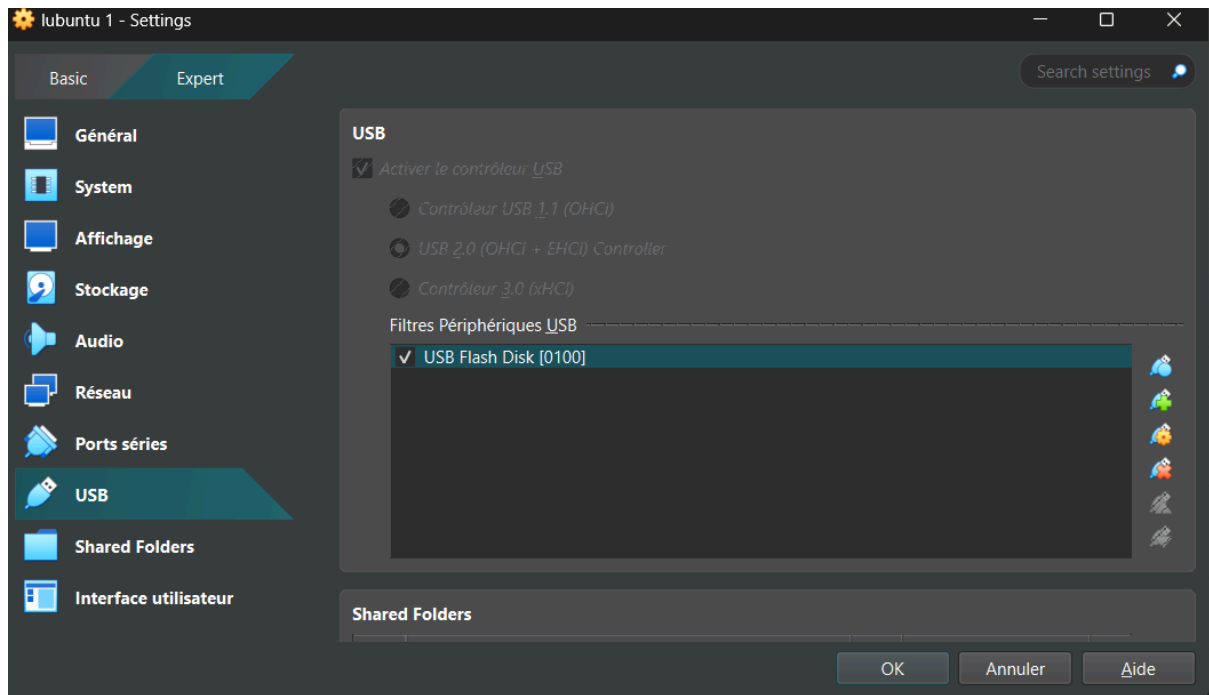 lubuntu 1 - Settings
Basic
Expert
Search settings
Général
System
Affichage
Stockage
Audio
Réseau
Ports séries
USB
Shared Folders
Interface utilisateur
USB
Activer le contrôleur USB
Contrôleur USB 1.1 (OHCi)
USB 2.0 (OHCI + EHCI) Controller
Contrôleur 3.0 (xHCI)
Filtres Périphériques USB
USB Flash Disk [0100]
Shared Folders
OK
Annuler
Aide